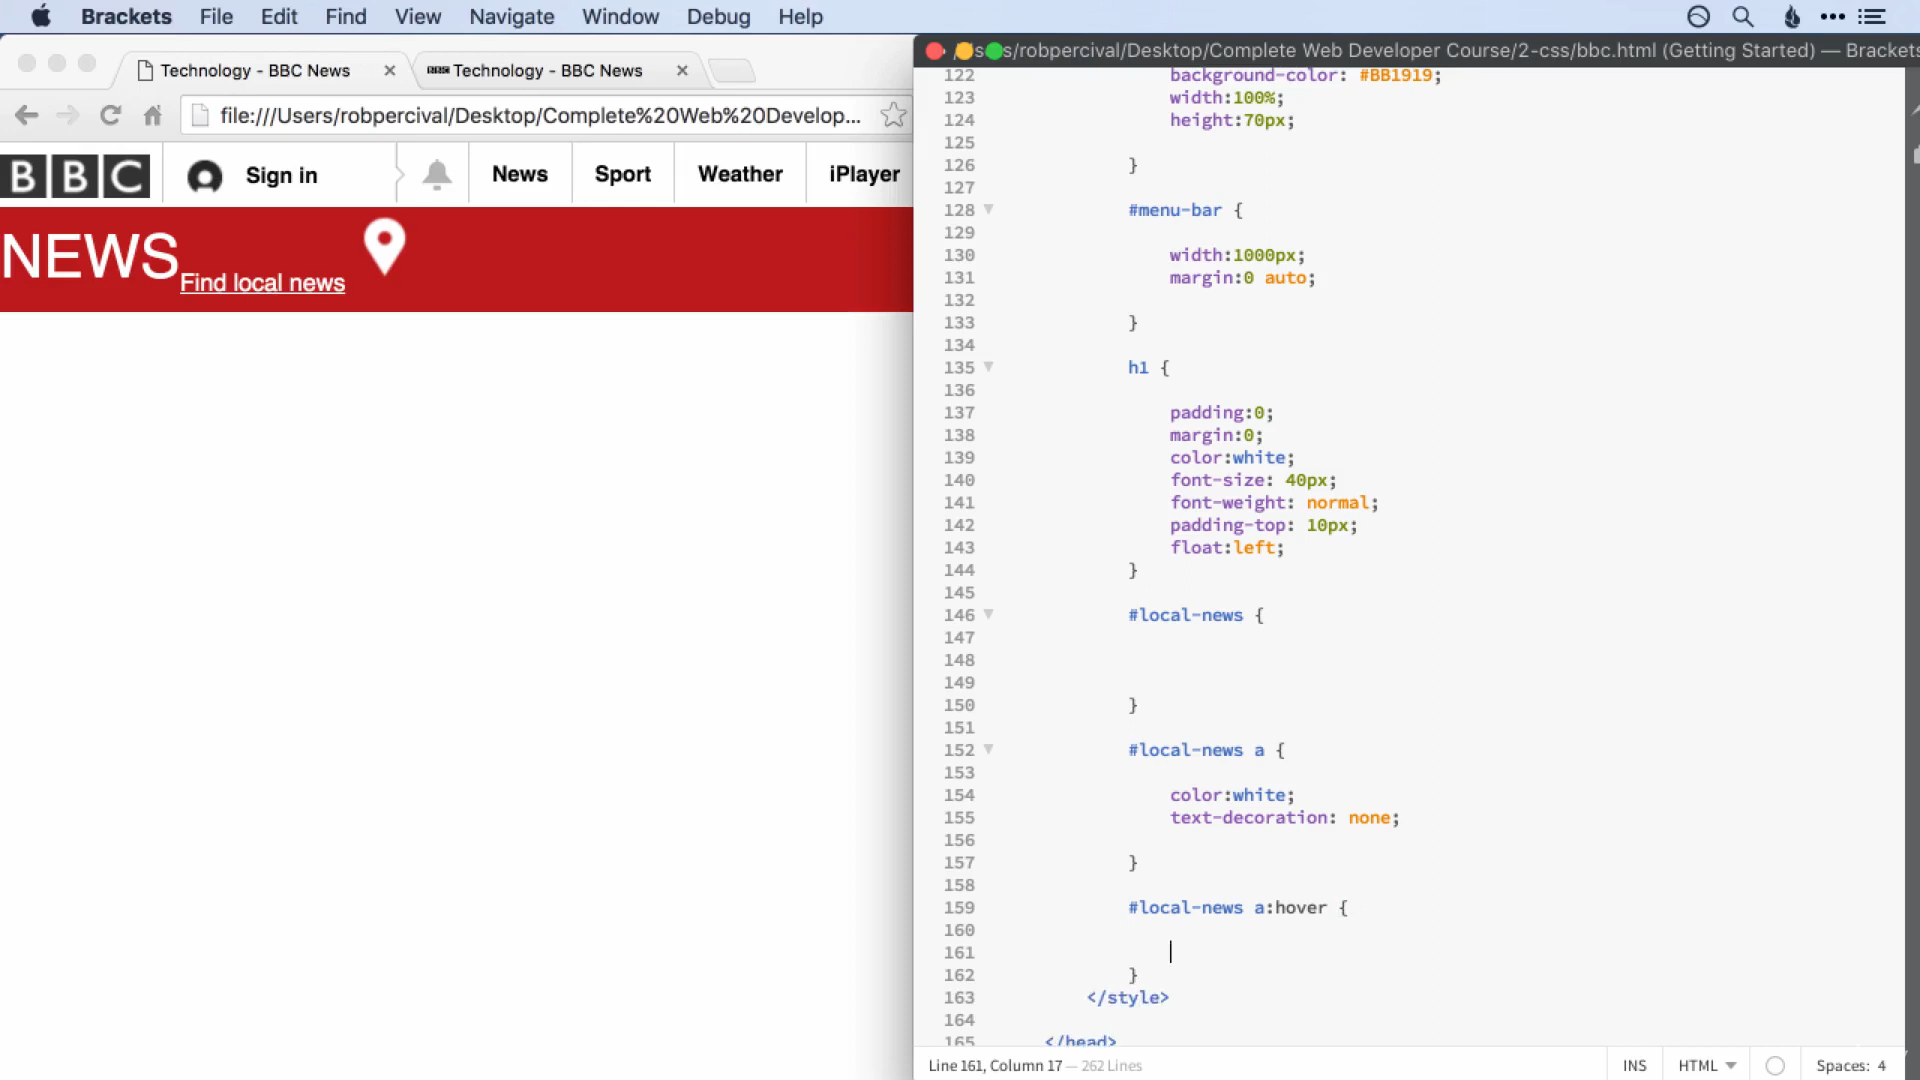 Brackets File Edit Find View Navigate Window Debug Help
s/robpercival/Desktop/Complete Web Developer Course/2-css/bbc.html (Getting Started) — Brackets
Technology - BBC News
BBC Technology - BBC News
file:///Users/robpercival/Desktop/Complete%20Web%20Develop...
BBC Sign in News Sport Weather iPlayer
NEWS
Find local news
122 background-color: #BB1919;
123 width:100%;
124 height:70px;
125
126 }
127
128 #menu-bar {
129
130 width:1000px;
131 margin:0 auto;
132
133 }
134
135 h1 {
136
137 padding:0;
138 margin:0;
139 color:white;
140 font-size: 40px;
141 font-weight: normal;
142 padding-top: 10px;
143 float:left;
144 }
145
146 #local-news {
147
148
149
150 }
151
152 #local-news a {
153
154 color:white;
155 text-decoration: none;
156
157 }
158
159 #local-news a:hover {
160
161
162 }
163 </style>
164
165 </head>
Line 161, Column 17 — 262 Lines INS HTML Spaces: 4